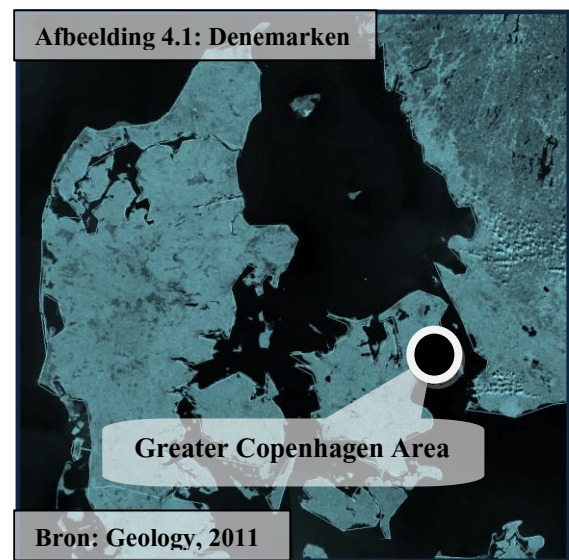 Afbeelding 4.1: Denemarken
Greater Copenhagen Area
Bron: Geology, 2011